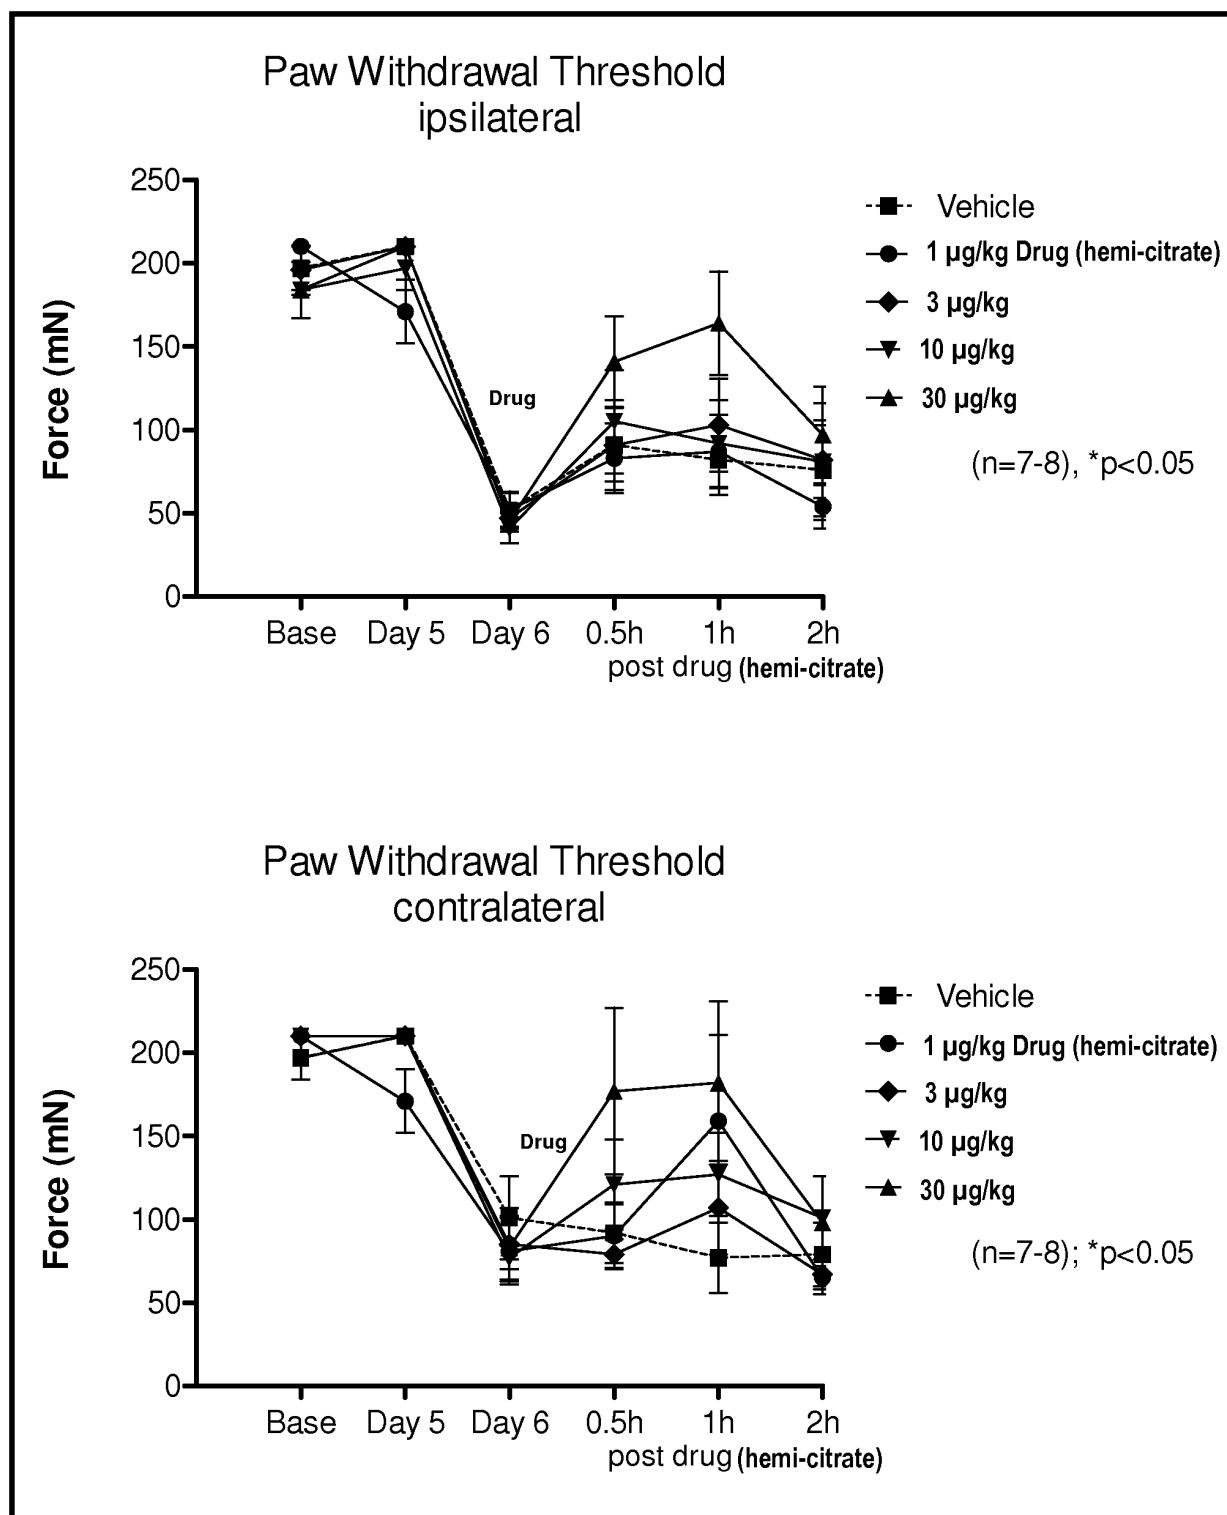 Paw Withdrawal Threshold
ipsilateral
Force (mN)
250
200
150
100
50
0
Drug
Base Day 5 Day 6 0.5h 1h 2h
post drug (hemi-citrate)
Vehicle
1 µg/kg Drug (hemi-citrate)
3 µg/kg
10 µg/kg
30 µg/kg
(n=7-8), *p<0.05
Paw Withdrawal Threshold
contralateral
Force (mN)
250
200
150
100
50
0
Drug
Base Day 5 Day 6 0.5h 1h 2h
post drug (hemi-citrate)
Vehicle
1 µg/kg Drug (hemi-citrate)
3 µg/kg
10 µg/kg
30 µg/kg
(n=7-8); *p<0.05